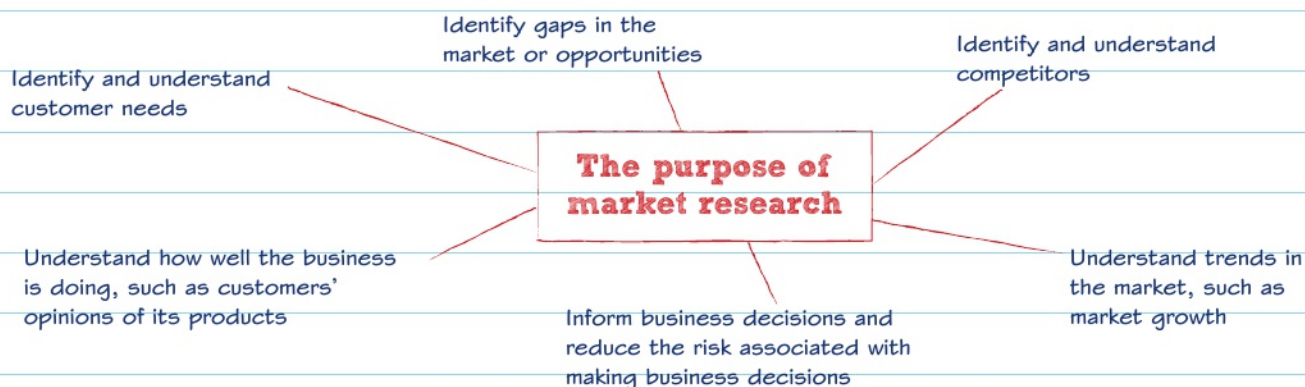 Identify gaps in the
market or opportunities
Identify and understand
competitors
Identify and understand
customer needs
The purpose of
market research
Understand how well the business
is doing, such as customers'
opinions of its products
Understand trends in
the market, such as
market growth
Inform business decisions and
reduce the risk associated with
making business decisions